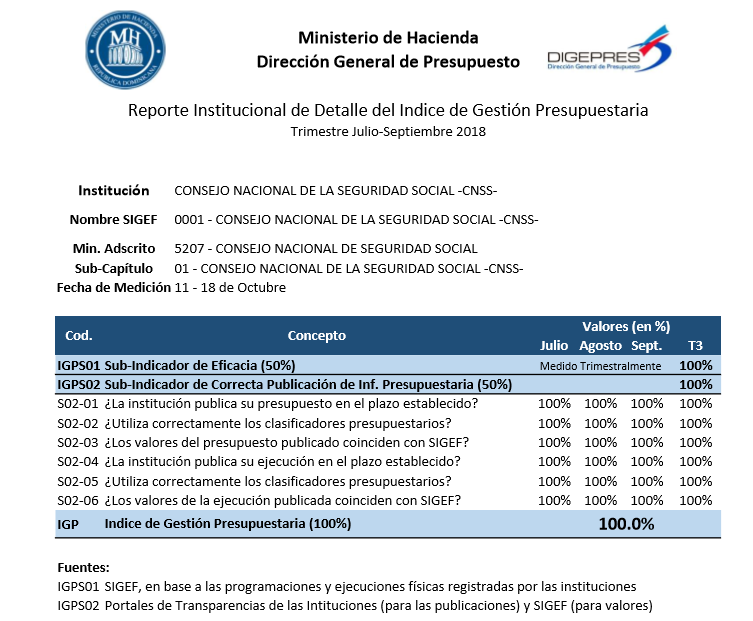 MINISTERIO DE HACIENDA
MH
REPUBLICA DOMINICANA
Ministerio de Hacienda
Dirección General de Presupuesto
DIGEPRES
Dirección General de Presupuesto
Reporte Institucional de Detalle del Indice de Gestión Presupuestaria
Trimestre Julio-Septiembre 2018
Institución CONSEJO NACIONAL DE LA SEGURIDAD SOCIAL -CNSS-
Nombre SIGEF 0001 - CONSEJO NACIONAL DE LA SEGURIDAD SOCIAL -CNSS-
Min. Adscrito 5207 - CONSEJO NACIONAL DE SEGURIDAD SOCIAL
Sub-Capítulo 01 - CONSEJO NACIONAL DE LA SEGURIDAD SOCIAL -CNSS-
Fecha de Medición 11 - 18 de Octubre
Cod. Concepto Valores (en %)
Julio Agosto Sept. T3
IGPS01 Sub-Indicador de Eficacia (50%) Medido Trimestralmente 100%
IGPS02 Sub-Indicador de Correcta Publicación de Inf. Presupuestaria (50%) 100%
S02-01 ¿La institución publica su presupuesto en el plazo establecido? 100% 100% 100% 100%
S02-02 ¿Utiliza correctamente los clasificadores presupuestarios? 100% 100% 100% 100%
S02-03 ¿Los valores del presupuesto publicado coinciden con SIGEF? 100% 100% 100% 100%
S02-04 ¿La institución publica su ejecución en el plazo establecido? 100% 100% 100% 100%
S02-05 ¿Utiliza correctamente los clasificadores presupuestarios? 100% 100% 100% 100%
S02-06 ¿Los valores de la ejecución publicada coinciden con SIGEF? 100% 100% 100% 100%
IGP Indice de Gestión Presupuestaria (100%) 100.0%
Fuentes:
IGPS01 SIGEF, en base a las programaciones y ejecuciones físicas registradas por las instituciones
IGPS02 Portales de Transparencias de las Intituciones (para las publicaciones) y SIGEF (para valores)